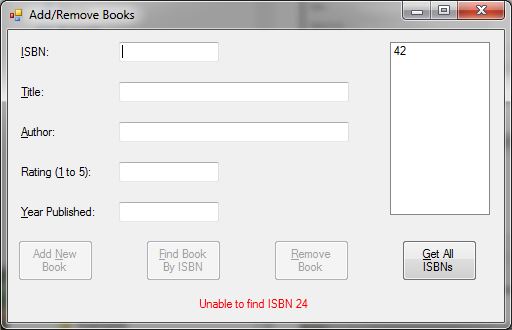 Add/Remove Books
ISBN:
42
Title:
Author:
Rating (1 to 5):
Year Published:
Add New
Book
Find Book
By ISBN
Remove
Book
Get All
ISBNs
Unable to find ISBN 24